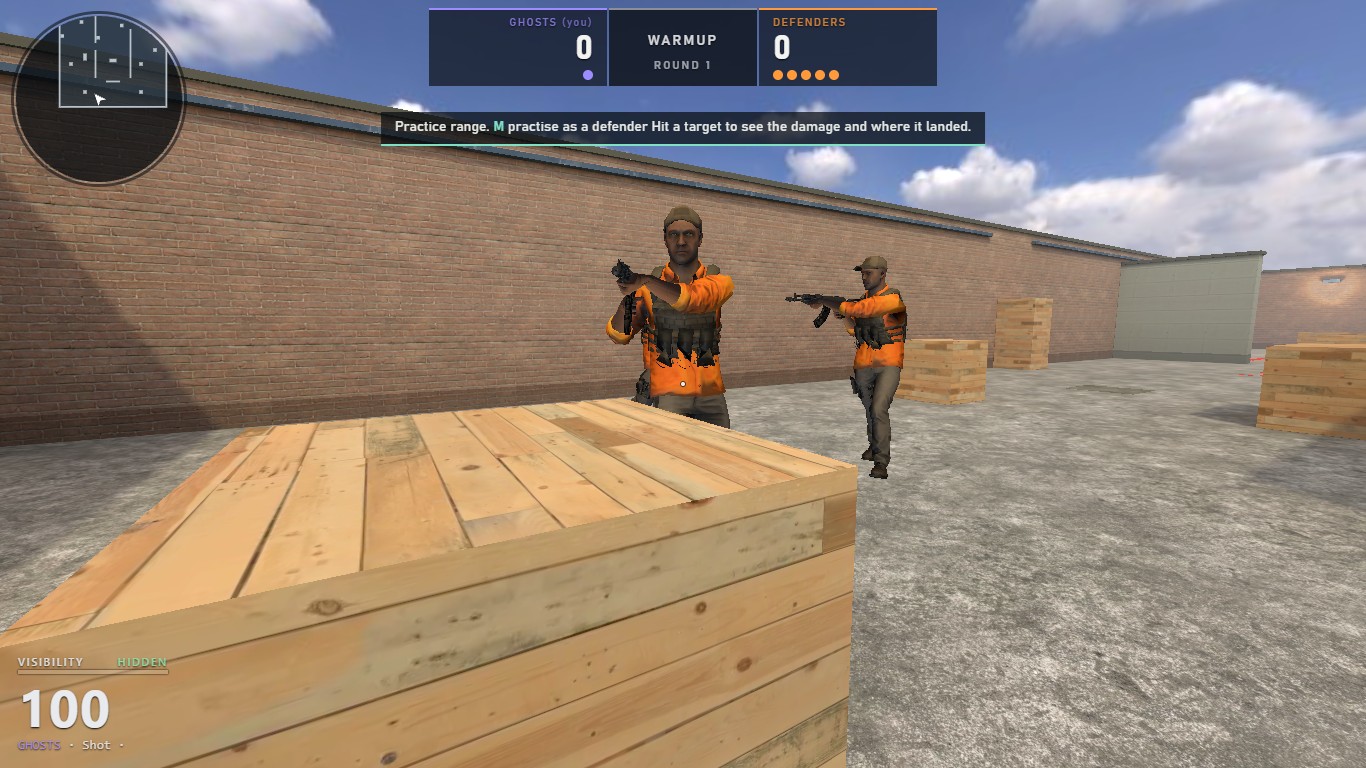 GHOSTS (you)
0
WARMUP
ROUND 1
DEFENDERS
0
Practice range. M practise as a defender Hit a target to see the damage and where it landed.
VISIBILITY HIDDEN
100
GHOSTS · Shot ·